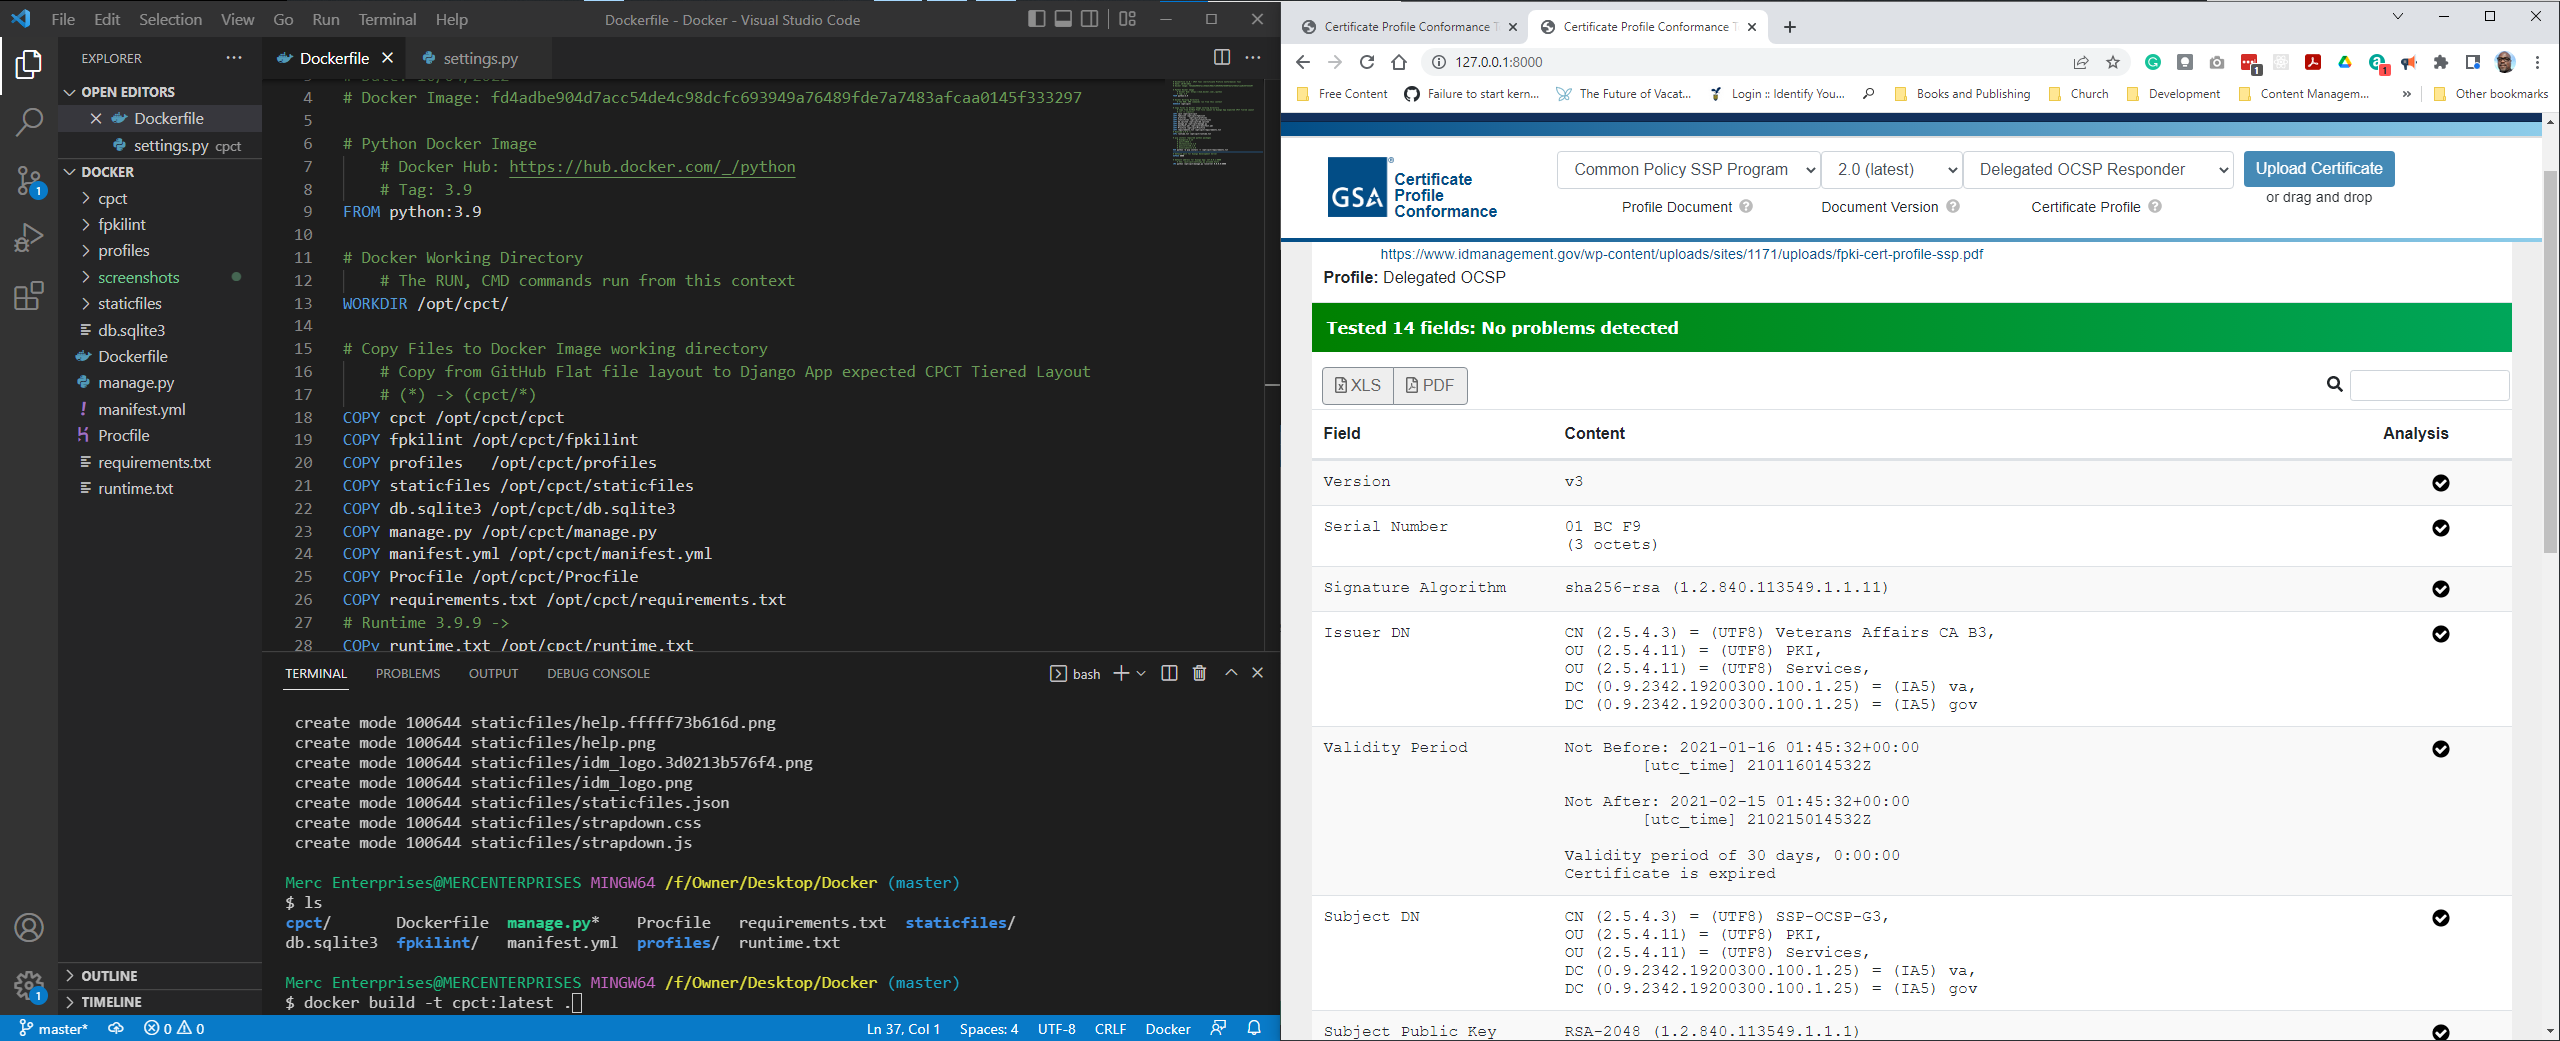 File Edit Selection View Go Run Terminal Help
Dockerfile - Docker - Visual Studio Code
EXPLORER
OPEN EDITORS
Dockerfile
settings.py cpct
DOCKER
cpct
fpkilint
profiles
screenshots
staticfiles
db.sqlite3
Dockerfile
manage.py
manifest.yml
Procfile
requirements.txt
runtime.txt
OUTLINE
TIMELINE
Dockerfile
settings.py
4 # Docker Image: fd4adbe904d7acc54de4c98dcfc693949a76489fde7a7483afcaa0145f333297
5
6 # Python Docker Image
7 # Docker Hub: https://hub.docker.com/_/python
8 # Tag: 3.9
9 FROM python:3.9
10
11 # Docker Working Directory
12 # The RUN, CMD commands run from this context
13 WORKDIR /opt/cpct/
14
15 # Copy Files to Docker Image working directory
16 # Copy from GitHub Flat file layout to Django App expected CPCT Tiered Layout
17 # (*) -> (cpct/*)
18 COPY cpct /opt/cpct/cpct
19 COPY fpkilint /opt/cpct/fpkilint
20 COPY profiles /opt/cpct/profiles
21 COPY staticfiles /opt/cpct/staticfiles
22 COPY db.sqlite3 /opt/cpct/db.sqlite3
23 COPY manage.py /opt/cpct/manage.py
24 COPY manifest.yml /opt/cpct/manifest.yml
25 COPY Procfile /opt/cpct/Procfile
26 COPY requirements.txt /opt/cpct/requirements.txt
27 # Runtime 3.9.9 ->
28 COPy runtime.txt /opt/cpct/runtime.txt
TERMINAL PROBLEMS OUTPUT DEBUG CONSOLE
bash
create mode 100644 staticfiles/help.fffff73b616d.png
create mode 100644 staticfiles/help.png
create mode 100644 staticfiles/idm_logo.3d0213b576f4.png
create mode 100644 staticfiles/idm_logo.png
create mode 100644 staticfiles/staticfiles.json
create mode 100644 staticfiles/strapdown.css
create mode 100644 staticfiles/strapdown.js
Merc Enterprises@MERCENTERPRISES MINGW64 /f/Owner/Desktop/Docker (master)
$ ls
cpct/ Dockerfile manage.py* Procfile requirements.txt staticfiles/
db.sqlite3 fpkilint/ manifest.yml profiles/ runtime.txt
Merc Enterprises@MERCENTERPRISES MINGW64 /f/Owner/Desktop/Docker (master)
$ docker build -t cpct:latest .
1
1
master* 0 0
Ln 37, Col 1 Spaces: 4 UTF-8 CRLF Docker
Certificate Profile Conformance T
Certificate Profile Conformance T
127.0.0.1:8000
1
1
Free Content
Failure to start kern...
The Future of Vacat...
Login :: Identify You...
Books and Publishing
Church
Development
Content Managem...
»
Other bookmarks
GSA
Certificate
Profile
Conformance
Common Policy SSP Program
2.0 (latest)
Delegated OCSP Responder
Upload Certificate
or drag and drop
Profile Document
Document Version
Certificate Profile
https://www.idmanagement.gov/wp-content/uploads/sites/1171/uploads/fpki-cert-profile-ssp.pdf
Profile: Delegated OCSP
Tested 14 fields: No problems detected
XLS
PDF
Field Content Analysis
Version v3
Serial Number 01 BC F9
(3 octets)
Signature Algorithm sha256-rsa (1.2.840.113549.1.1.11)
Issuer DN CN (2.5.4.3) = (UTF8) Veterans Affairs CA B3,
OU (2.5.4.11) = (UTF8) PKI,
OU (2.5.4.11) = (UTF8) Services,
DC (0.9.2342.19200300.100.1.25) = (IA5) va,
DC (0.9.2342.19200300.100.1.25) = (IA5) gov
Validity Period Not Before: 2021-01-16 01:45:32+00:00
[utc_time] 210116014532Z
Not After: 2021-02-15 01:45:32+00:00
[utc_time] 210215014532Z
Validity period of 30 days, 0:00:00
Certificate is expired
Subject DN CN (2.5.4.3) = (UTF8) SSP-OCSP-G3,
OU (2.5.4.11) = (UTF8) PKI,
OU (2.5.4.11) = (UTF8) Services,
DC (0.9.2342.19200300.100.1.25) = (IA5) va,
DC (0.9.2342.19200300.100.1.25) = (IA5) gov
Subject Public Key RSA-2048 (1.2.840.113549.1.1.1)